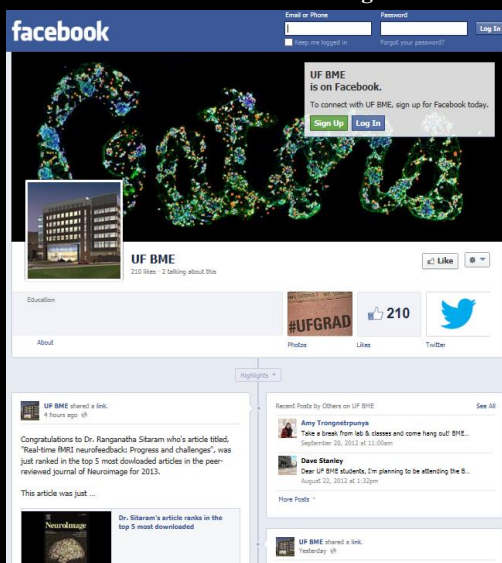 facebook
Email or Phone
Password
Log In
Keep me logged in
Forgot your password?
Gators
UF BME
is on Facebook.
To connect with UF BME, sign up for Facebook today.
Sign Up
Log In
UF BME
210 likes · 2 talking about this
Like
Education
About
#UFGRAD
210
Photos
Likes
Twitter
Highlights
UF BME shared a link.
4 hours ago
Congratulations to Dr. Ranganatha Sitaram who's article titled,
"Real-time fMRI neurofeedback: Progress and challenges", was
just ranked in the top 5 most dowloaded articles in the peer-
reviewed journal of Neuroimage for 2013.
This article was just ...
NeuroImage
Dr. Sitaram's article ranks in the
top 5 most downloaded
Recent Posts by Others on UF BME
See All
Amy Trongnetrpunya
Take a break from lab & classes and come hang out! BME...
September 20, 2012 at 11:00am
Dave Stanley
Dear UF BME students, I'm planning to be attending the B...
August 22, 2012 at 1:32pm
More Posts
UF BME shared a link.
Yesterday